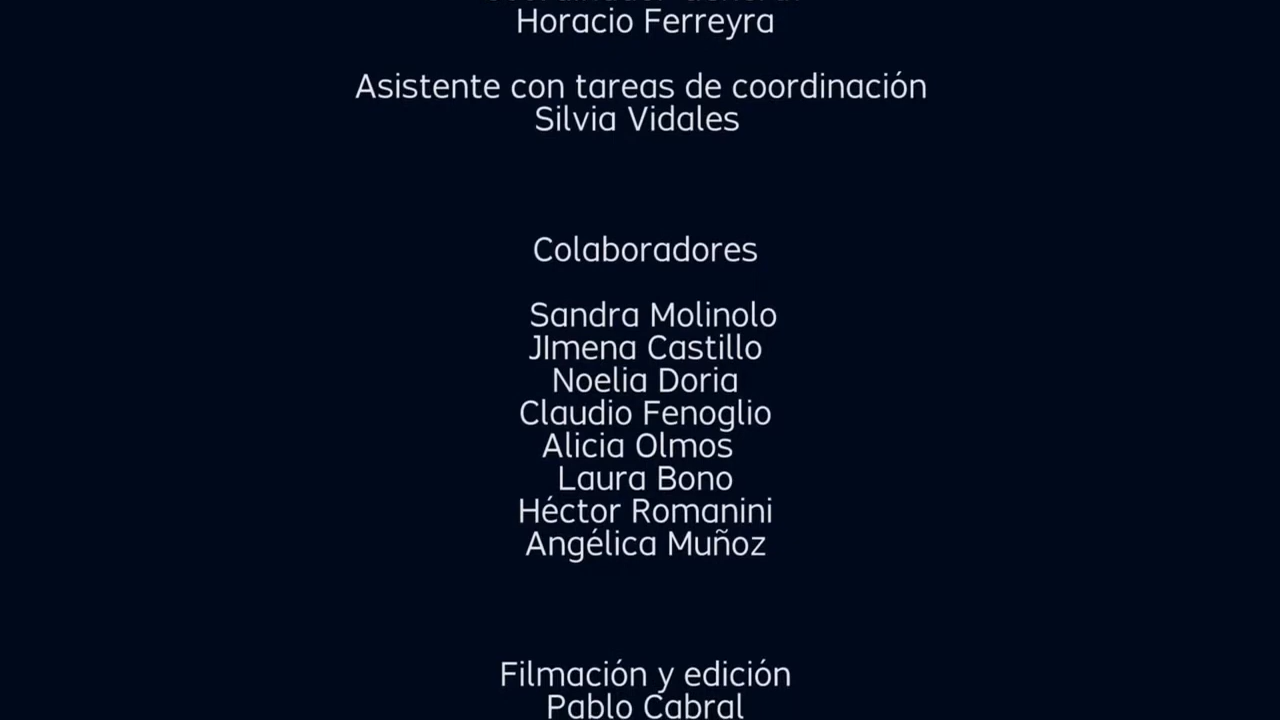 Horacio Ferreyra
Asistente con tareas de coordinación
Silvia Vidales
Colaboradores
Sandra Molinolo
JImena Castillo
Noelia Doria
Claudio Fenoglio
Alicia Olmos
Laura Bono
Héctor Romanini
Angélica Muñoz
Filmación y edición
Pablo Cabral